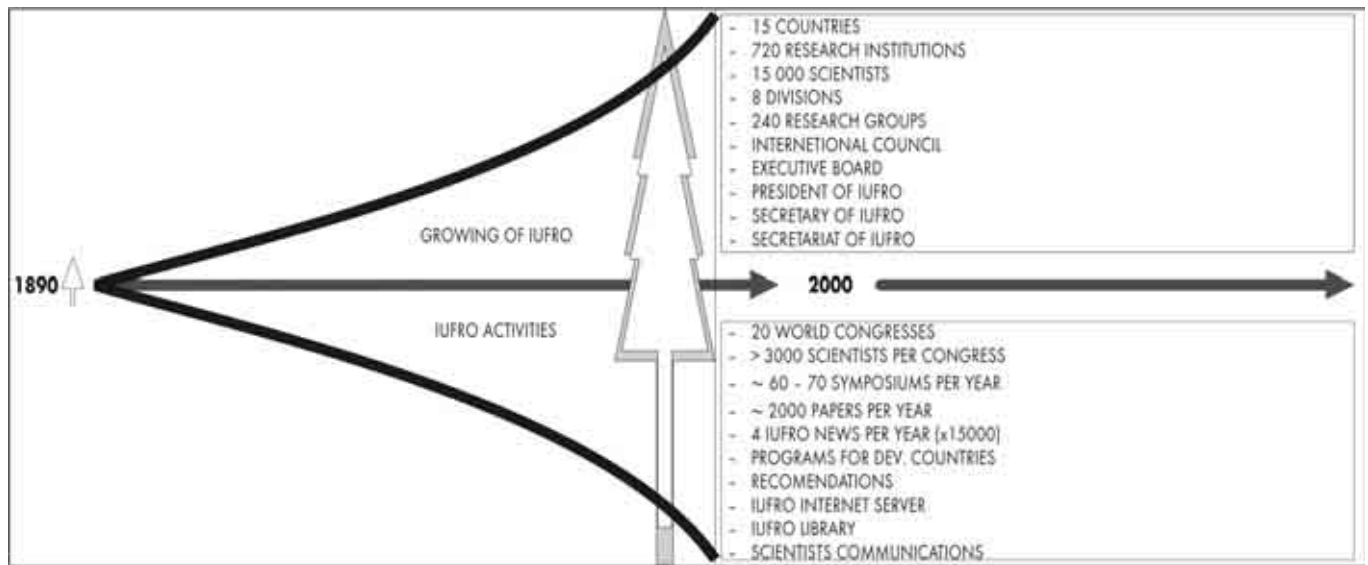 - 15 COUNTRIES
- 720 RESEARCH INSTITUTIONS
- 15 000 SCIENTISTS
- 8 DIVISIONS
- 240 RESEARCH GROUPS
- INTERNETIONAL COUNCIL
- EXECUTIVE BOARD
- PRESIDENT OF IUFRO
- SECRETARY OF IUFRO
- SECRETARIAT OF IUFRO
GROWING OF IUFRO
1890
2000
IUFRO ACTIVITIES
- 20 WORLD CONGRESSES
- > 3000 SCIENTISTS PER CONGRESS
- ~ 60 - 70 SYMPOSIUMS PER YEAR
- ~ 2000 PAPERS PER YEAR
- 4 IUFRO NEWS PER YEAR (x15000)
- PROGRAMS FOR DEV. COUNTRIES
- RECOMENDATIONS
- IUFRO INTERNET SERVER
- IUFRO LIBRARY
- SCIENTISTS COMMUNICATIONS